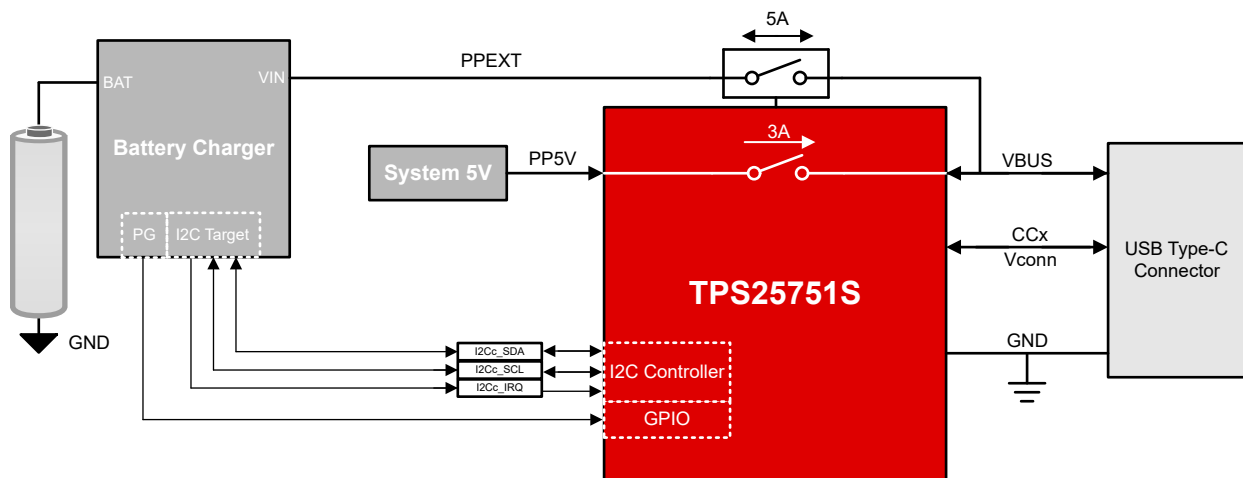 5A
PPEXT
BAT
VIN
Battery Charger
3A
System 5V
PP5V
VBUS
PG
I2C Target
CCx
Vconn
USB Type-C
Connector
TPS25751S
GND
GND
I2Cc_SDA
I2Cc_SCL
I2Cc_IRQ
I2C Controller
GPIO